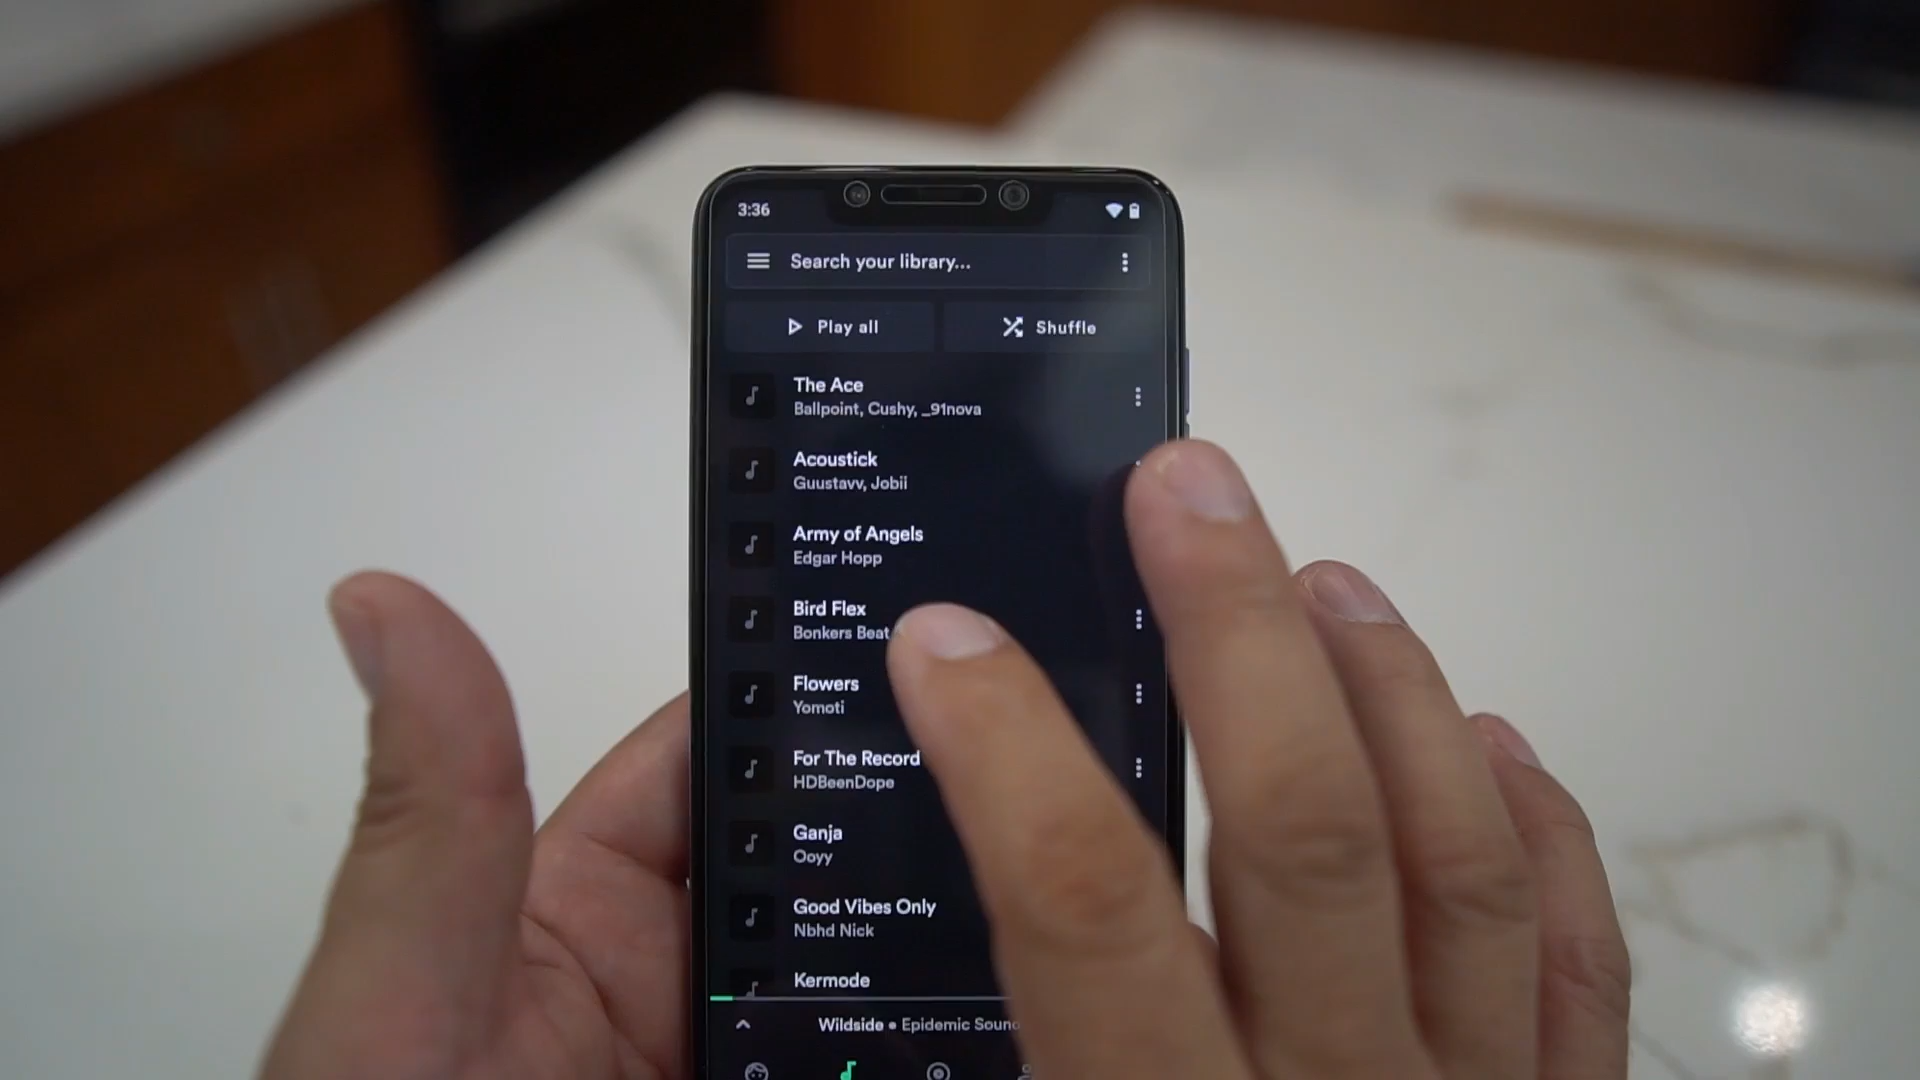 3:36
Search your library...
Play all
Shuffle
The Ace
Ballpoint, Cushy, _91nova
Acoustick
Guustavv, Jobii
Army of Angels
Edgar Hopp
Bird Flex
Bonkers Beat
Flowers
Yomoti
For The Record
HDBeenDope
Ganja
Ooyy
Good Vibes Only
Nbhd Nick
Kermode
Wildside • Epidemic Soun